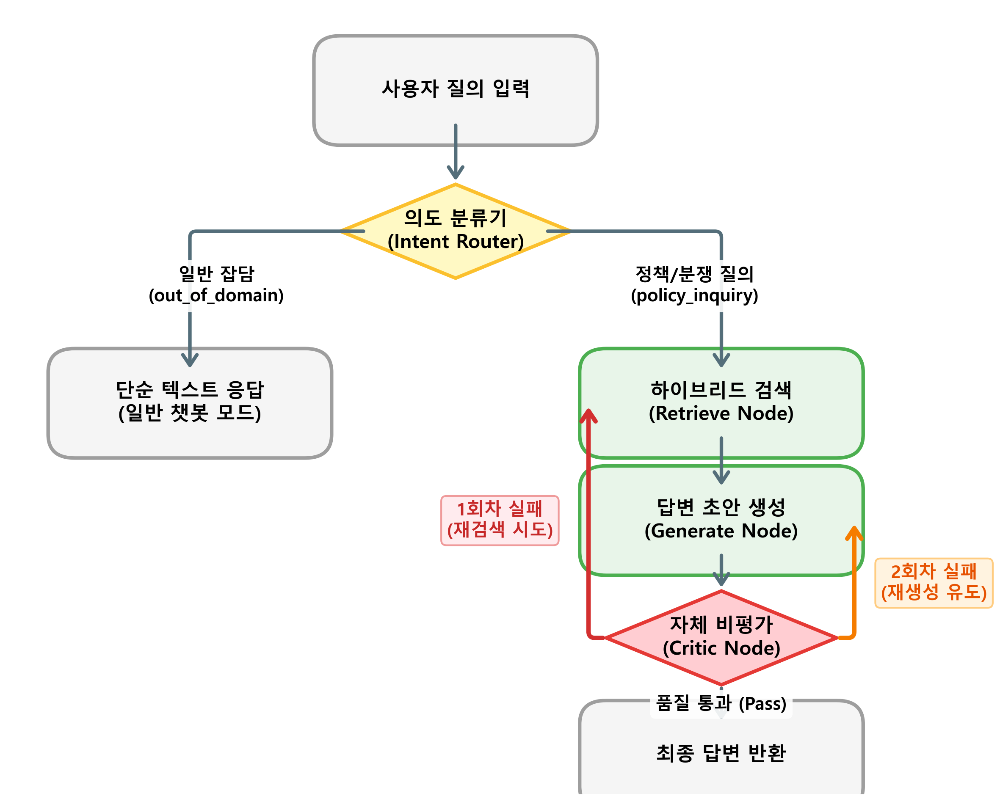 사용자 질의 입력
의도 분류기
(Intent Router)
일반 잡담
(out_of_domain)
정책/분쟁 질의
(policy_inquiry)
단순 텍스트 응답
(일반 챗봇 모드)
하이브리드 검색
(Retrieve Node)
1회차 실패
(재검색 시도)
답변 초안 생성
(Generate Node)
2회차 실패
(재생성 유도)
자체 비평가
(Critic Node)
품질 통과 (Pass)
최종 답변 반환